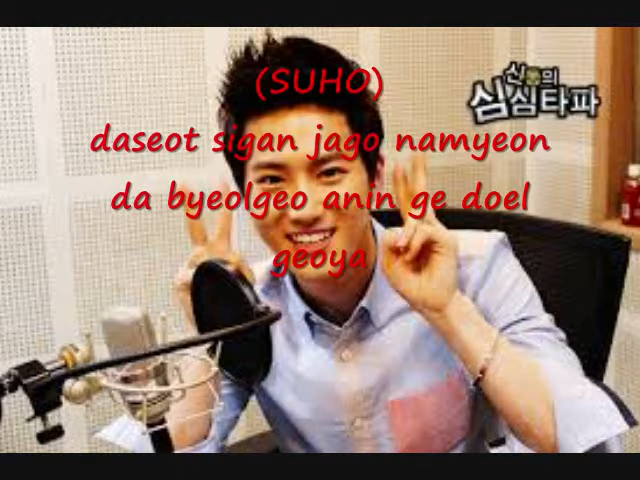 (SUHO)
신동의
심심타파
daseot sigan jago namyeon
da byeolgeo anin ge doel
geoya